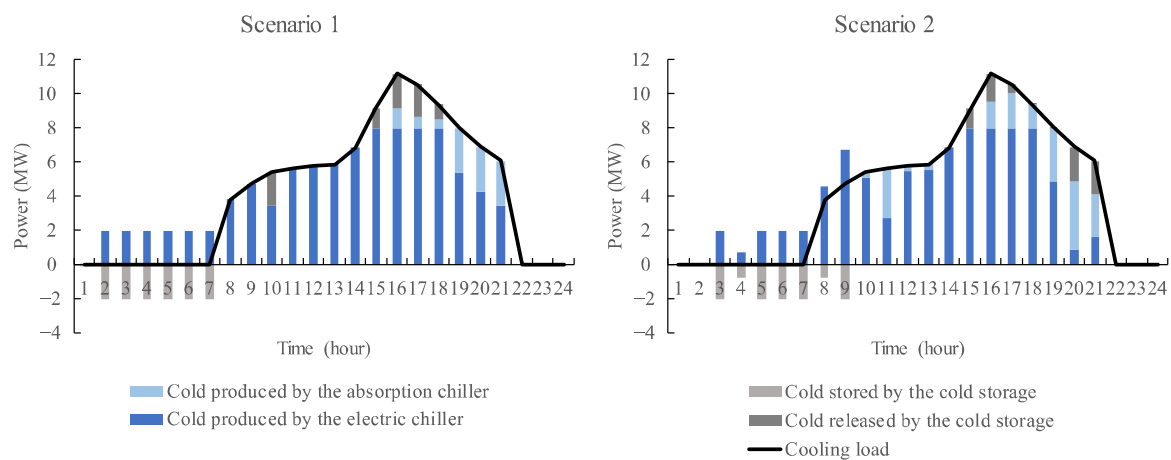 Scenario 1
12
10
8
6
4
2
0
−2
−4
Power (MW)
1 2 3 4 5 6 7 8 9 10 11 12 13 14 15 16 17 18 19 20 21 22 23 24
Time (hour)
Cold produced by the absorption chiller
Cold produced by the electric chiller
Scenario 2
12
10
8
6
4
2
0
−2
−4
Power (MW)
1 2 3 4 5 6 7 8 9 10 11 12 13 14 15 16 17 18 19 20 21 22 23 24
Time (hour)
Cold stored by the cold storage
Cold released by the cold storage
Cooling load